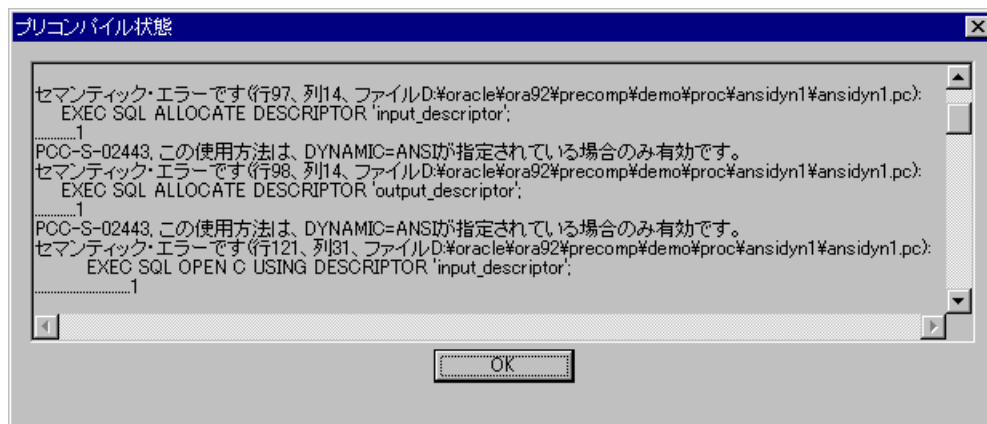 プリコンパイル状態
セマンティック・エラーです(行97、列14、ファイルD:¥oracle¥ora92¥precomp¥demo¥proc¥ansidyn1¥ansidyn1.pc):
EXEC SQL ALLOCATE DESCRIPTOR 'input_descriptor';
...........1
PCC-S-02443, この使用方法は、DYNAMIC=ANSIが指定されている場合のみ有効です。
セマンティック・エラーです(行98、列14、ファイルD:¥oracle¥ora92¥precomp¥demo¥proc¥ansidyn1¥ansidyn1.pc):
EXEC SQL ALLOCATE DESCRIPTOR 'output_descriptor';
...........1
PCC-S-02443, この使用方法は、DYNAMIC=ANSIが指定されている場合のみ有効です。
セマンティック・エラーです(行121、列31、ファイルD:¥oracle¥ora92¥precomp¥demo¥proc¥ansidyn1¥ansidyn1.pc):
EXEC SQL OPEN C USING DESCRIPTOR 'input_descriptor';
............................1
OK